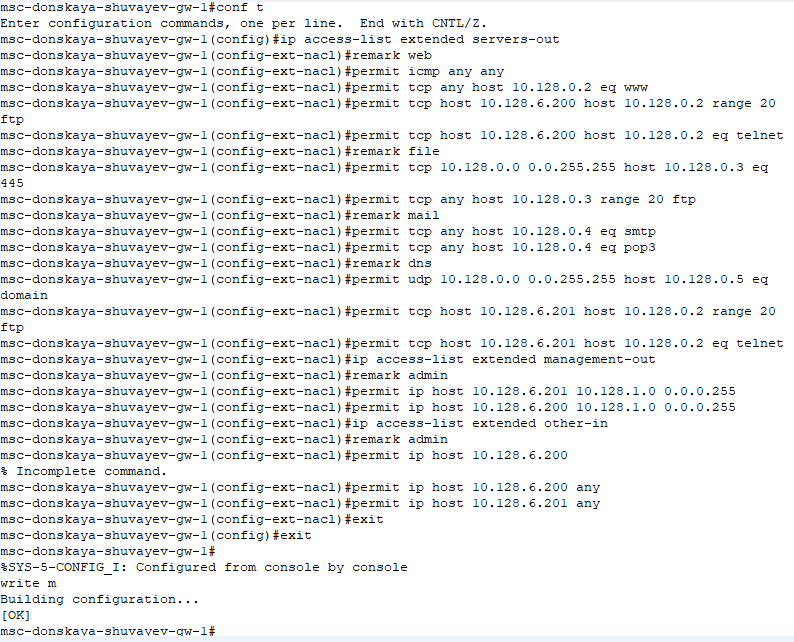 msc-donskaya-shuvayev-gw-1#conf t
Enter configuration commands, one per line.  End with CNTL/Z.
msc-donskaya-shuvayev-gw-1(config)#ip access-list extended servers-out
msc-donskaya-shuvayev-gw-1(config-ext-nacl)#remark web
msc-donskaya-shuvayev-gw-1(config-ext-nacl)#permit icmp any any
msc-donskaya-shuvayev-gw-1(config-ext-nacl)#permit tcp any host 10.128.0.2 eq www
msc-donskaya-shuvayev-gw-1(config-ext-nacl)#permit tcp host 10.128.6.200 host 10.128.0.2 range 20
ftp
msc-donskaya-shuvayev-gw-1(config-ext-nacl)#permit tcp host 10.128.6.200 host 10.128.0.2 eq telnet
msc-donskaya-shuvayev-gw-1(config-ext-nacl)#remark file
msc-donskaya-shuvayev-gw-1(config-ext-nacl)#permit tcp 10.128.0.0 0.0.255.255 host 10.128.0.3 eq
445
msc-donskaya-shuvayev-gw-1(config-ext-nacl)#permit tcp any host 10.128.0.3 range 20 ftp
msc-donskaya-shuvayev-gw-1(config-ext-nacl)#remark mail
msc-donskaya-shuvayev-gw-1(config-ext-nacl)#permit tcp any host 10.128.0.4 eq smtp
msc-donskaya-shuvayev-gw-1(config-ext-nacl)#permit tcp any host 10.128.0.4 eq pop3
msc-donskaya-shuvayev-gw-1(config-ext-nacl)#remark dns
msc-donskaya-shuvayev-gw-1(config-ext-nacl)#permit udp 10.128.0.0 0.0.255.255 host 10.128.0.5 eq
domain
msc-donskaya-shuvayev-gw-1(config-ext-nacl)#permit tcp host 10.128.6.201 host 10.128.0.2 range 20
ftp
msc-donskaya-shuvayev-gw-1(config-ext-nacl)#permit tcp host 10.128.6.201 host 10.128.0.2 eq telnet
msc-donskaya-shuvayev-gw-1(config-ext-nacl)#ip access-list extended management-out
msc-donskaya-shuvayev-gw-1(config-ext-nacl)#remark admin
msc-donskaya-shuvayev-gw-1(config-ext-nacl)#permit ip host 10.128.6.201 10.128.1.0 0.0.0.255
msc-donskaya-shuvayev-gw-1(config-ext-nacl)#permit ip host 10.128.6.200 10.128.1.0 0.0.0.255
msc-donskaya-shuvayev-gw-1(config-ext-nacl)#ip access-list extended other-in
msc-donskaya-shuvayev-gw-1(config-ext-nacl)#remark admin
msc-donskaya-shuvayev-gw-1(config-ext-nacl)#permit ip host 10.128.6.200
% Incomplete command.
msc-donskaya-shuvayev-gw-1(config-ext-nacl)#permit ip host 10.128.6.200 any
msc-donskaya-shuvayev-gw-1(config-ext-nacl)#permit ip host 10.128.6.201 any
msc-donskaya-shuvayev-gw-1(config-ext-nacl)#exit
msc-donskaya-shuvayev-gw-1(config)#exit
msc-donskaya-shuvayev-gw-1#
%SYS-5-CONFIG_I: Configured from console by console
write m
Building configuration...
[OK]
msc-donskaya-shuvayev-gw-1#